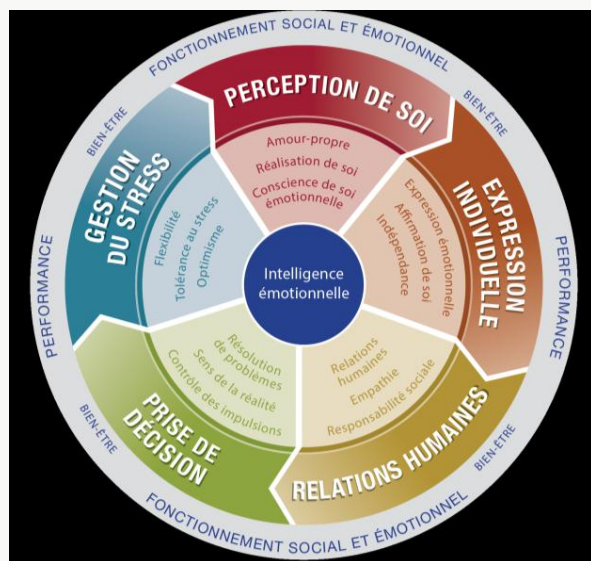 FONCTIONNEMENT SOCIAL ET ÉMOTIONNEL
BIEN-ÊTRE
BIEN-ÊTRE
PERCEPTION DE SOI
Amour-propre
Réalisation de soi
Conscience de soi
émotionnelle
EXPRESSION
INDIVIDUELLE
Expression émotionnelle
Affirmation de soi
Indépendance
PERFORMANCE
RELATIONS HUMAINES
Relations
humaines
Empathie
Responsabilité sociale
BIEN-ÊTRE
PRISE DE
DÉCISION
Résolution
de problèmes
Sens de la réalité
Contrôle des impulsions
BIEN-ÊTRE
GESTION
DU STRESS
Flexibilité
Tolérance au stress
Optimisme
PERFORMANCE
Intelligence
émotionnelle
FONCTIONNEMENT SOCIAL ET ÉMOTIONNEL